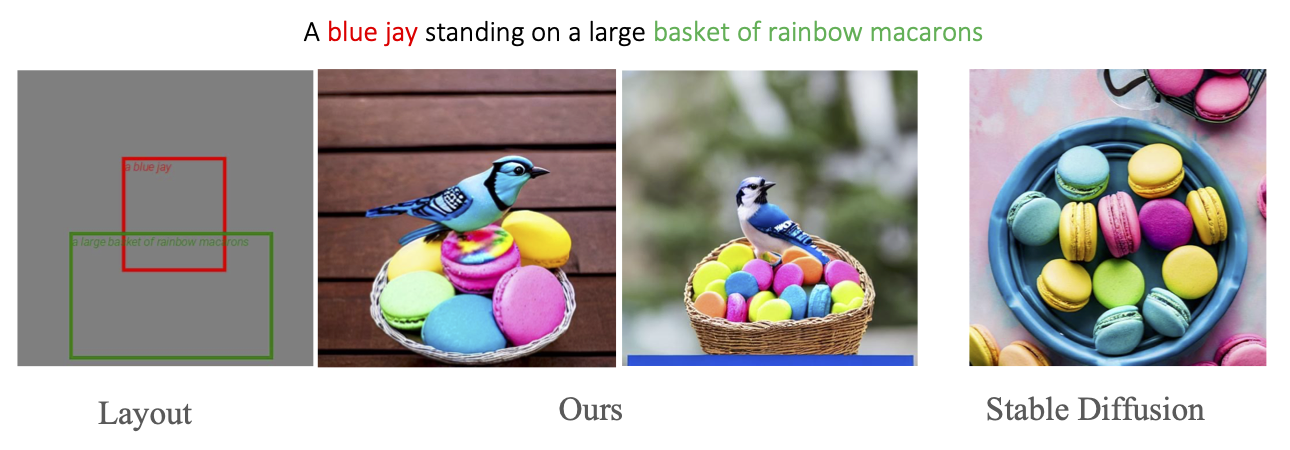 A blue jay standing on a large basket of rainbow macarons
a blue jay
a large basket of rainbow macarons
Layout
Ours
Stable Diffusion